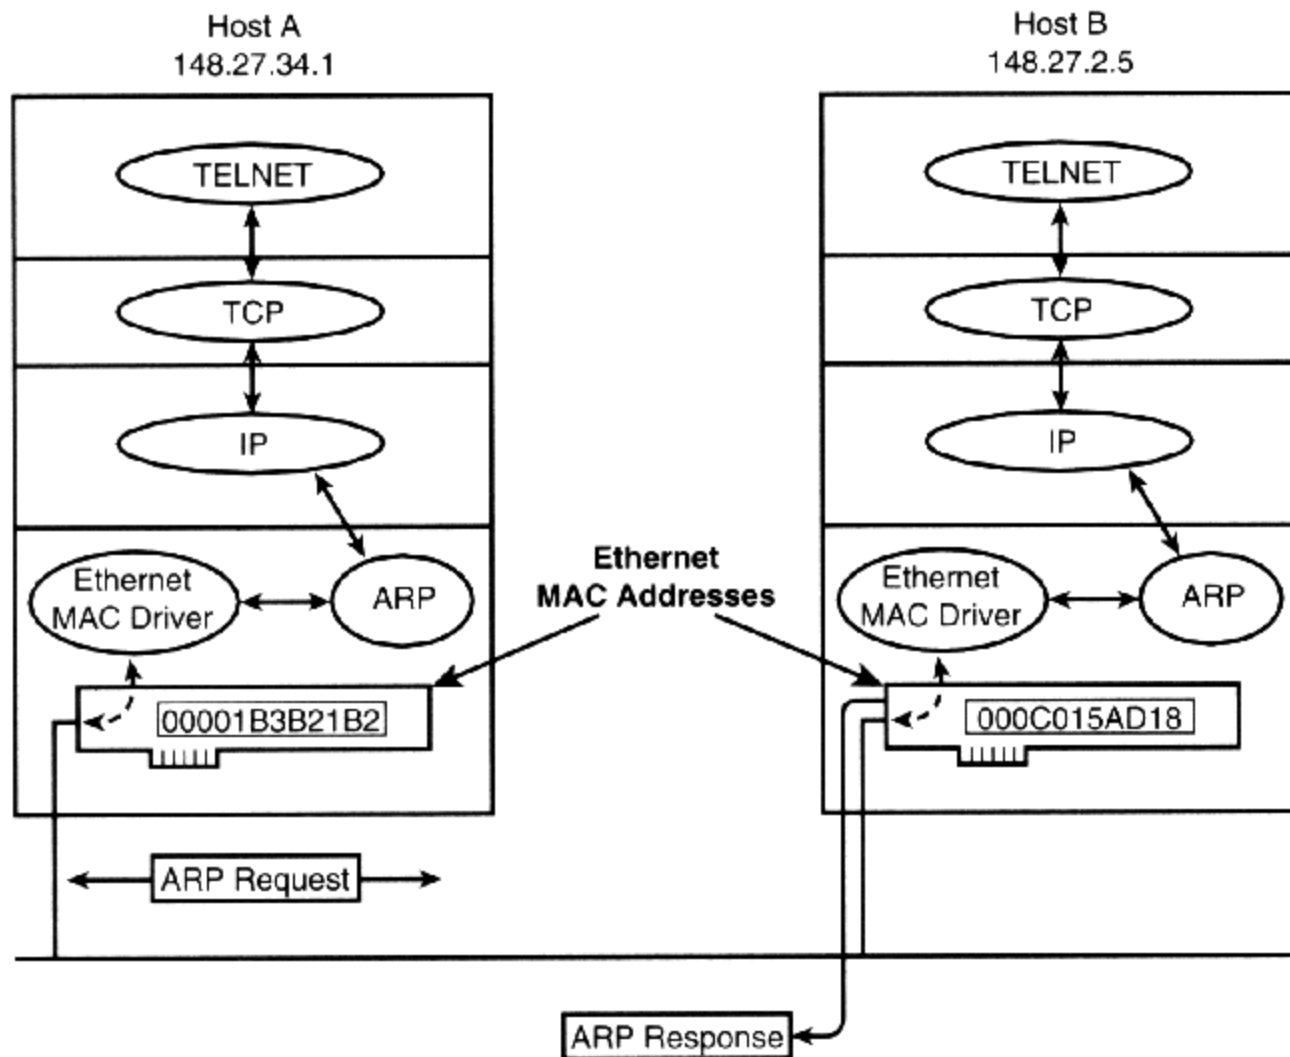 Host A
148.27.34.1
Host B
148.27.2.5
TELNET
TELNET
TCP
TCP
IP
IP
Ethernet
MAC Driver
ARP
Ethernet
MAC Addresses
Ethernet
MAC Driver
ARP
00001B3B21B2
000C015AD18
ARP Request
ARP Response